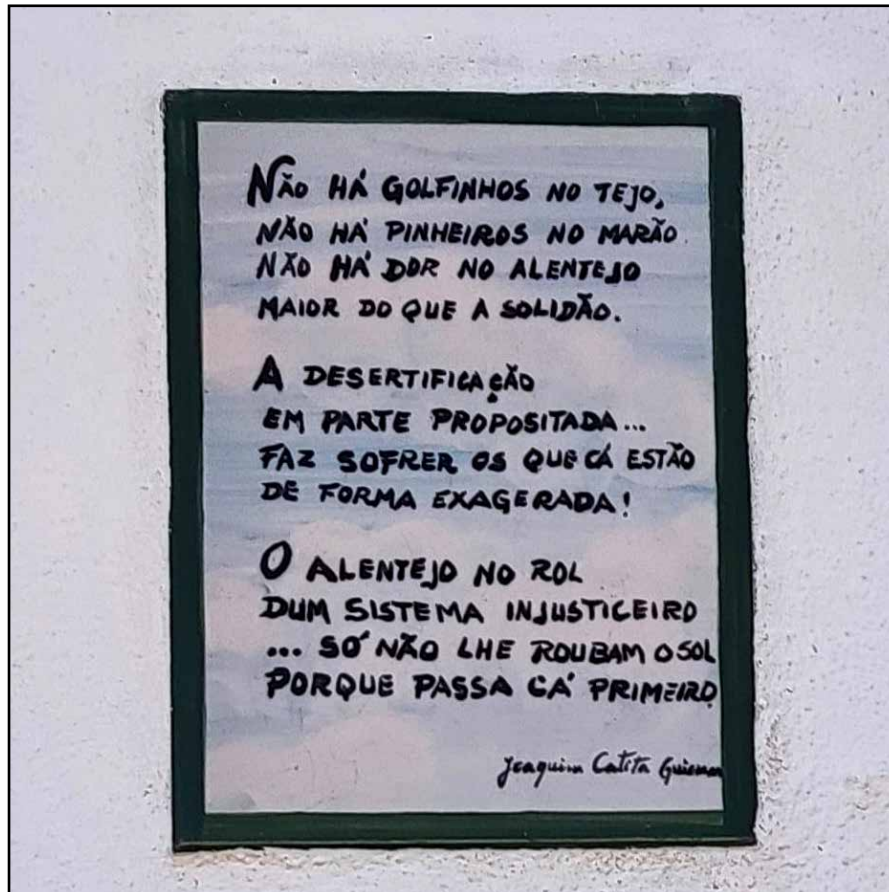 NÃO HÁ GOLFINHOS NO TEJO,
NÃO HÁ PINHEIROS NO MARÃO
NÃO HÁ DOR NO ALENTEJO
MAIOR DO QUE A SOLIDÃO.
A DESERTIFICAÇÃO
EM PARTE PROPOSITADA...
FAZ SOFRER OS QUE CÁ ESTÃO
DE FORMA EXAGERADA!
O ALENTEJO NO ROL
DUM SISTEMA INJUSTICEIRO
... SÓ NÃO LHE ROUBAM O SOL
PORQUE PASSA CÁ PRIMEIRO
Joaquim Catita